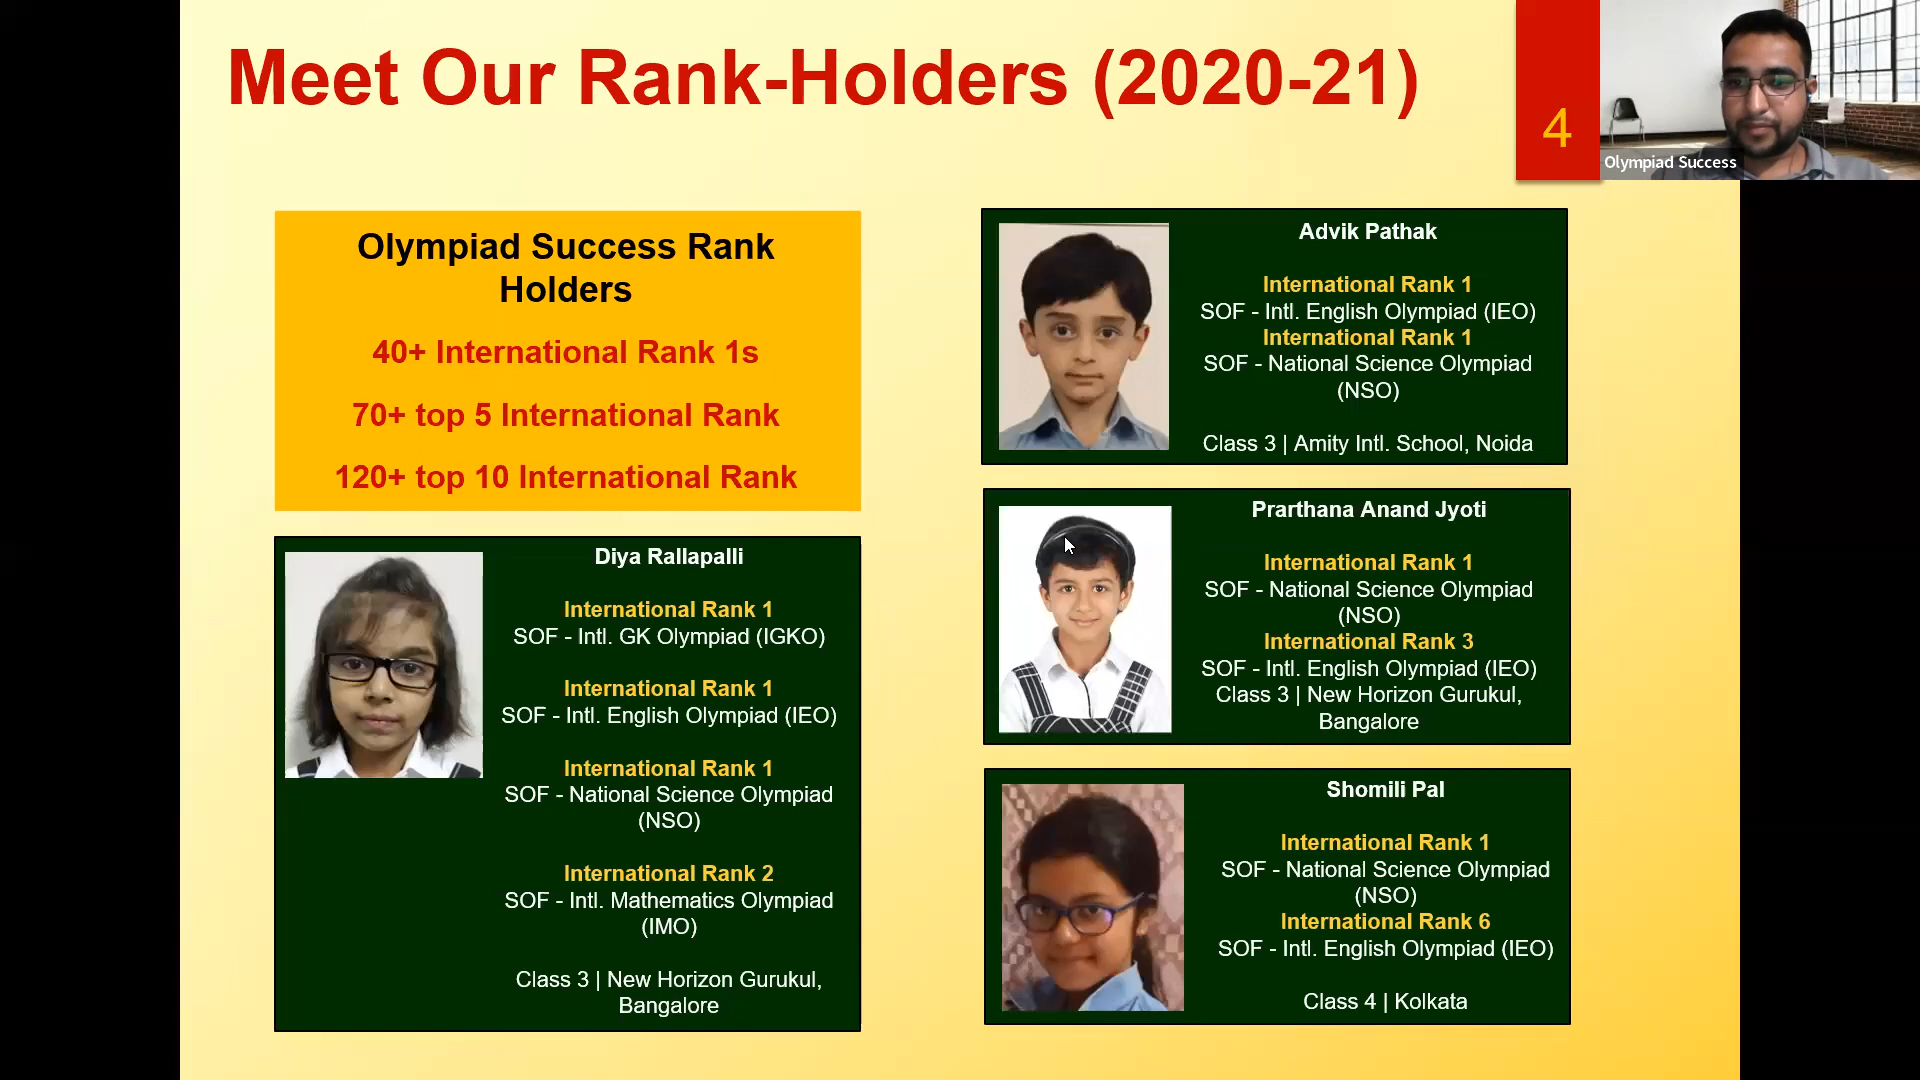 Meet Our Rank-Holders (2020-21)
4
Olympiad Success
Olympiad Success Rank
Holders
40+ International Rank 1s
70+ top 5 International Rank
120+ top 10 International Rank
Diya Rallapalli
International Rank 1
SOF - Intl. GK Olympiad (IGKO)
International Rank 1
SOF - Intl. English Olympiad (IEO)
International Rank 1
SOF - National Science Olympiad
(NSO)
International Rank 2
SOF - Intl. Mathematics Olympiad
(IMO)
Class 3 | New Horizon Gurukul,
Bangalore
Advik Pathak
International Rank 1
SOF - Intl. English Olympiad (IEO)
International Rank 1
SOF - National Science Olympiad
(NSO)
Class 3 | Amity Intl. School, Noida
Prarthana Anand Jyoti
International Rank 1
SOF - National Science Olympiad
(NSO)
International Rank 3
SOF - Intl. English Olympiad (IEO)
Class 3 | New Horizon Gurukul,
Bangalore
Shomili Pal
International Rank 1
SOF - National Science Olympiad
(NSO)
International Rank 6
SOF - Intl. English Olympiad (IEO)
Class 4 | Kolkata